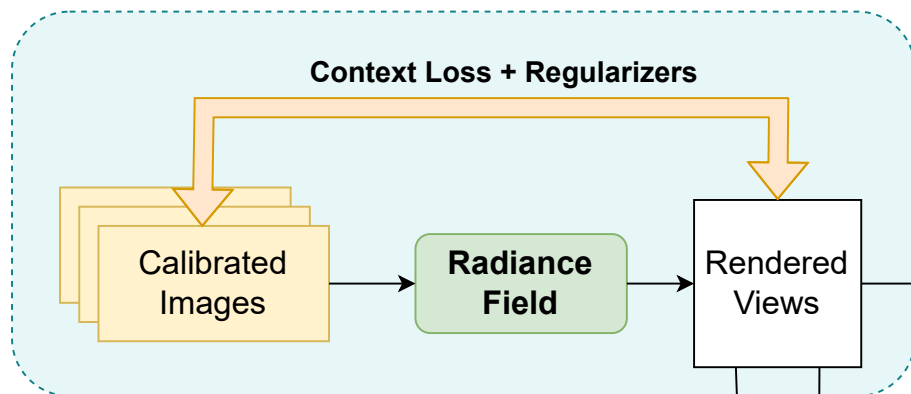 Context Loss + Regularizers
Calibrated
Images
Radiance
Field
Rendered
Views